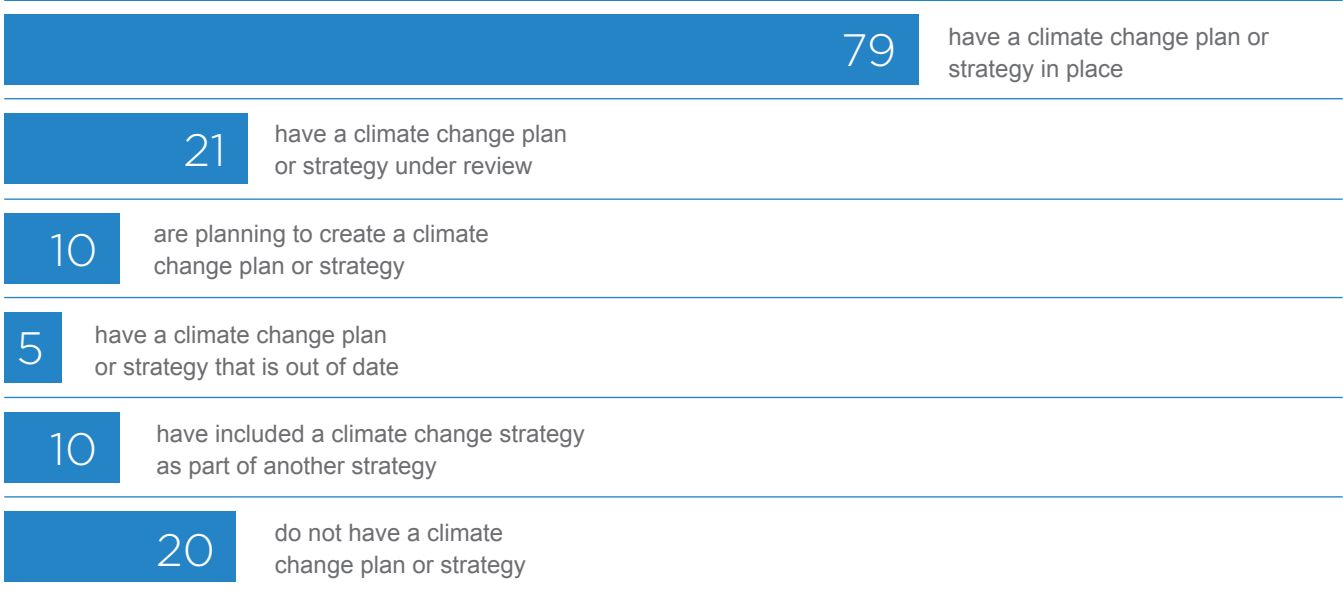 79
have a climate change plan or
strategy in place
21
have a climate change plan
or strategy under review
10
are planning to create a climate
change plan or strategy
5
have a climate change plan
or strategy that is out of date
10
have included a climate change strategy
as part of another strategy
20
do not have a climate
change plan or strategy